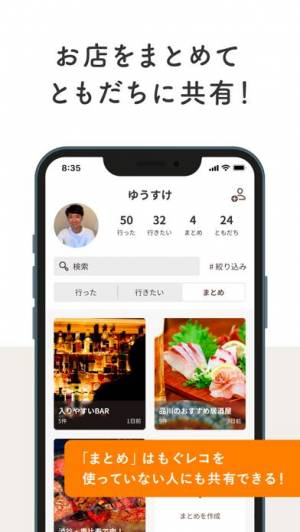 お店をまとめて
ともだちに共有！
8:35
ゆうすけ
50 32 4 24
行った 行きたい まとめ ともだち
検索 #絞り込み
行った 行きたい まとめ
入りやすいBAR
5件 1日前
品川のおすすめ居酒屋
9件 7日前
「まとめ」はもぐレコを
使っていない人にも共有できる！
まとめを作成